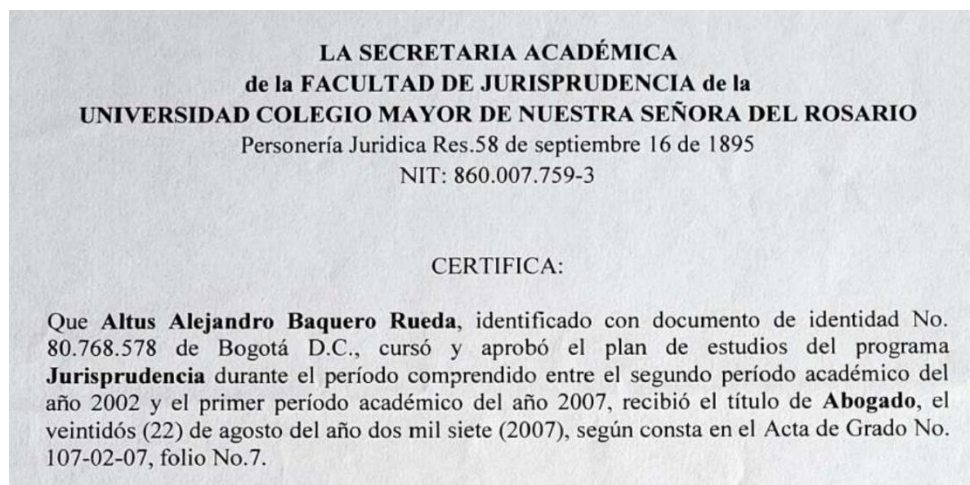 LA SECRETARIA ACADÉMICA
de la FACULTAD DE JURISPRUDENCIA de la
UNIVERSIDAD COLEGIO MAYOR DE NUESTRA SEÑORA DEL ROSARIO
Personería Juridica Res.58 de septiembre 16 de 1895
NIT: 860.007.759-3
CERTIFICA:
Que Altus Alejandro Baquero Rueda, identificado con documento de identidad No.
80.768.578 de Bogotá D.C., cursó y aprobó el plan de estudios del programa
Jurisprudencia durante el período comprendido entre el segundo período académico del
año 2002 y el primer período académico del año 2007, recibió el título de Abogado, el
veintidós (22) de agosto del año dos mil siete (2007), según consta en el Acta de Grado No.
107-02-07, folio No.7.